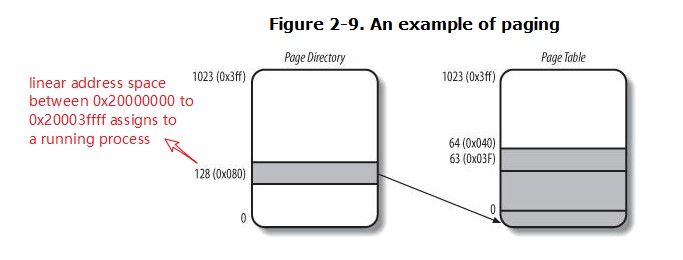 Figure 2-9. An example of paging
Page Directory
Page Table
linear address space
between 0x20000000 to
0x20003ffff assigns to
a running process
1023 (0x3ff)
128 (0x080)
0
1023 (0x3ff)
64 (0x040)
63 (0x03F)
0